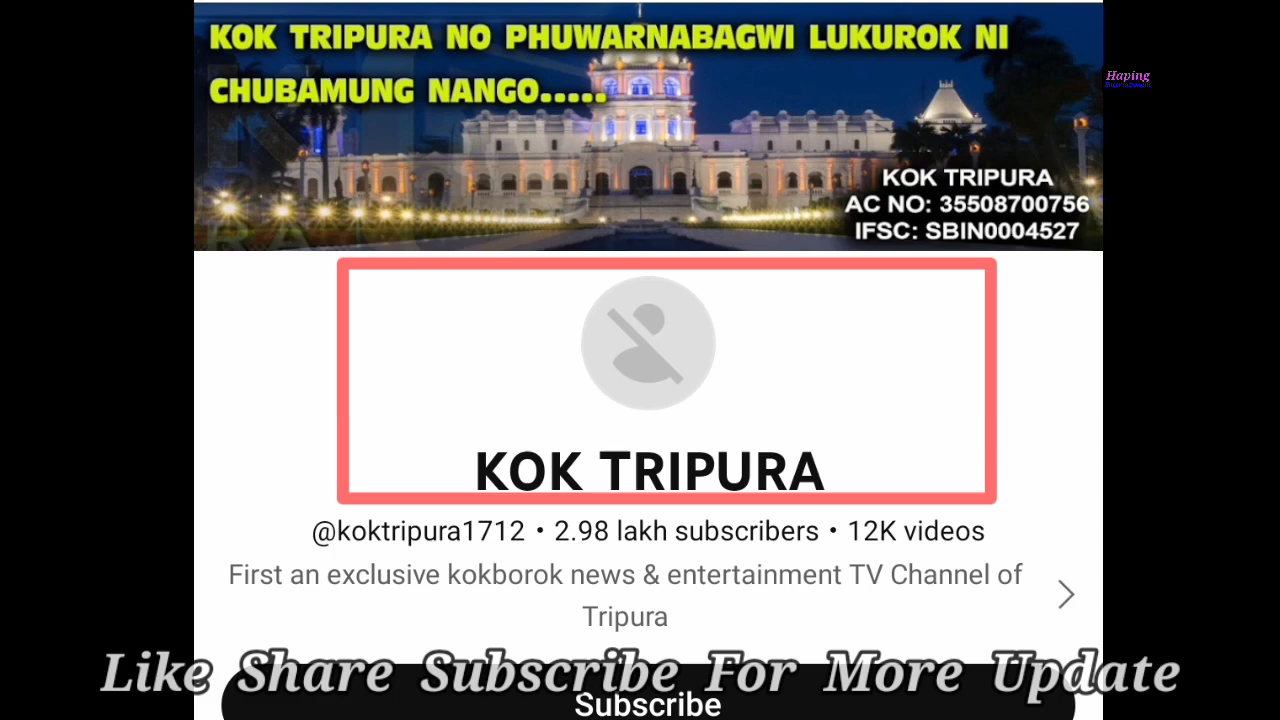 KOK TRIPURA NO PHUWARNABAGWI LUKUROK NI
CHUBAMUNG NANGO.....
Haping
KOK TRIPURA
AC NO: 35508700756
IFSC: SBIN0004527
KOK TRIPURA
@koktripura1712 • 2.98 lakh subscribers • 12K videos
First an exclusive kokborok news & entertainment TV Channel of
Tripura
Like Share Subscribe For More Update
Subscribe